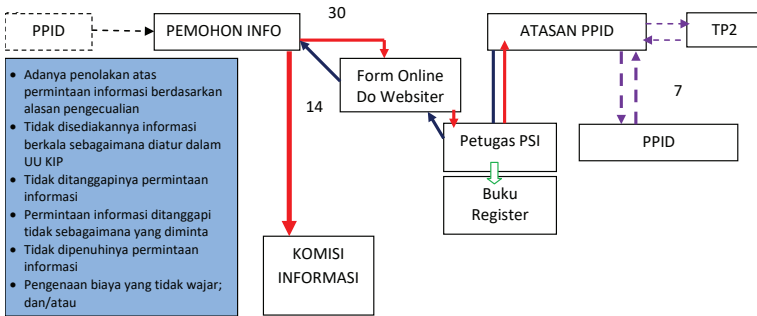 30
PPID
PEMOHON INFO
ATASAN PPID
TP2
• Adanya penolakan atas
permintaan informasi berdasarkan
alasan pengecualian
• Tidak disediakannya informasi
berkala sebagaimana diatur dalam
UU KIP
• Tidak ditanggapinya permintaan
informasi
• Permintaan informasi ditanggapi
tidak sebagaimana yang diminta
• Tidak dipenuhinya permintaan
informasi
• Pengenaan biaya yang tidak wajar;
dan/atau
14
Form Online
Do Websiter
7
Petugas PSI
PPID
Buku
Register
KOMISI
INFORMASI